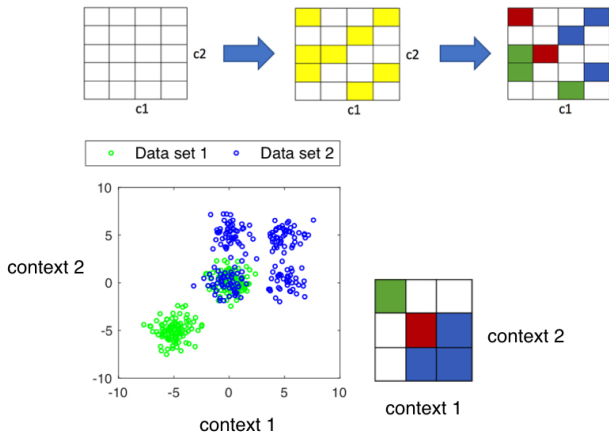 c2
c2
c1
c1
c1
Data set 1 Data set 2
10
5
context 2
0
-5
-10
-10 -5 0 5 10
context 1
context 2
context 1